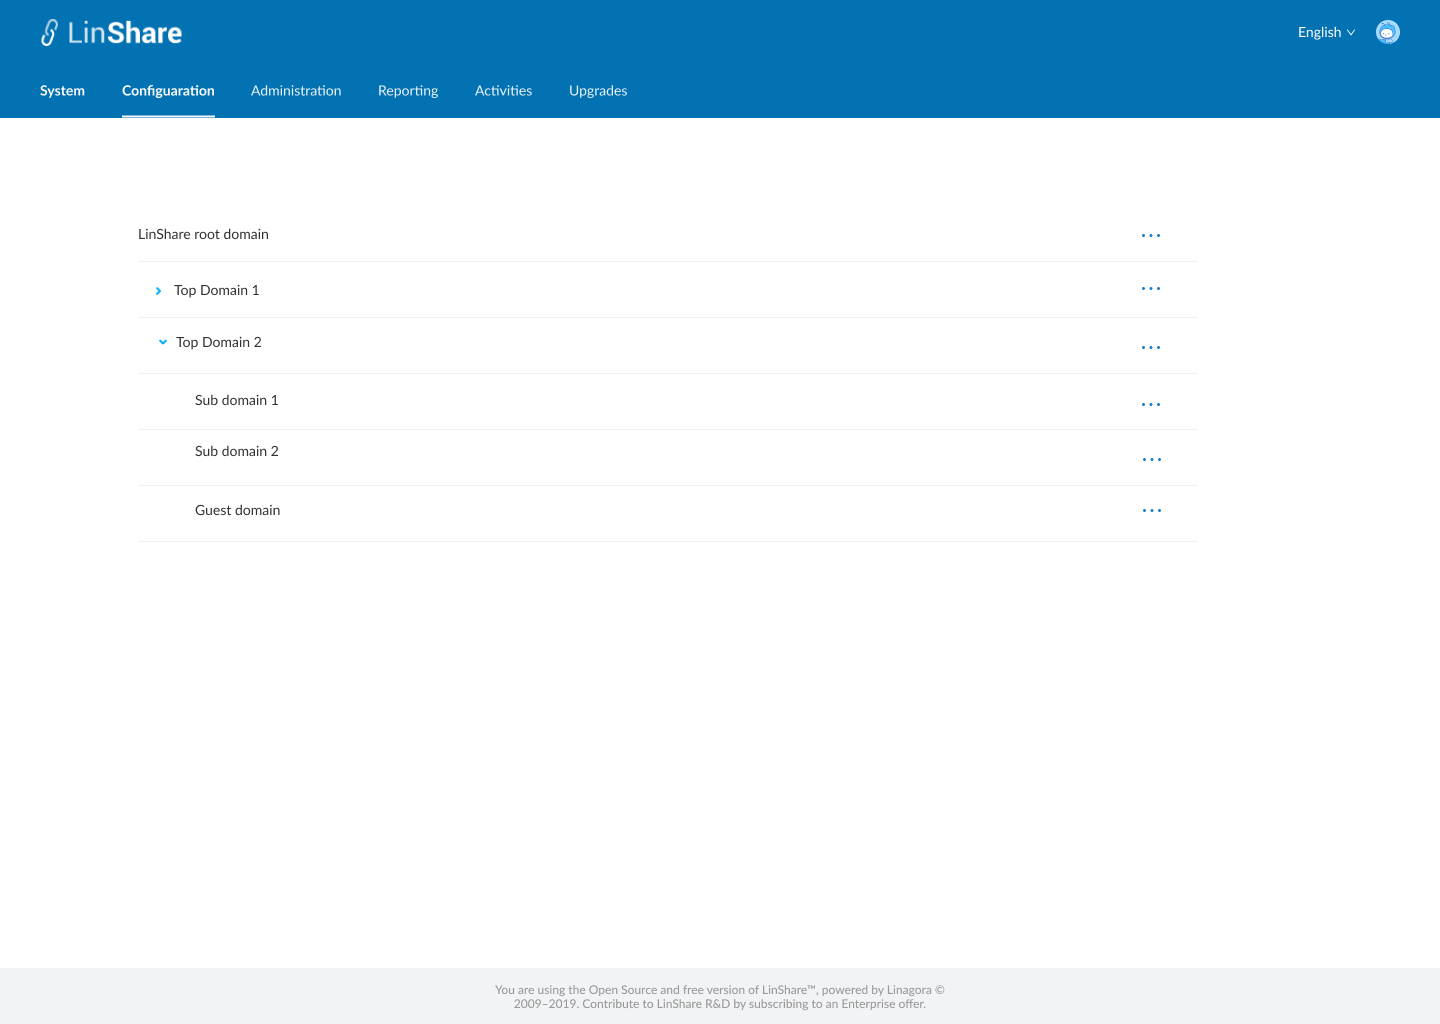 LinShare
English
System Configuaration Administration Reporting Activities Upgrades
LinShare root domain
Top Domain 1
Top Domain 2
Sub domain 1
Sub domain 2
Guest domain
You are using the Open Source and free version of LinShare™, powered by Linagora ©
2009–2019. Contribute to LinShare R&D by subscribing to an Enterprise offer.